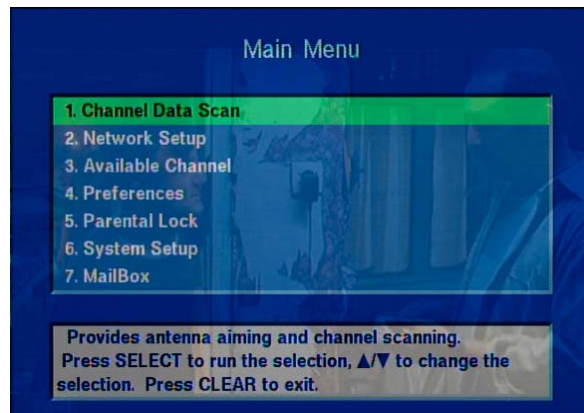 Main Menu
1. Channel Data Scan
2. Network Setup
3. Available Channel
4. Preferences
5. Parental Lock
6. System Setup
7. MailBox
Provides antenna aiming and channel scanning.
Press SELECT to run the selection, ▲/▼ to change the
selection. Press CLEAR to exit.